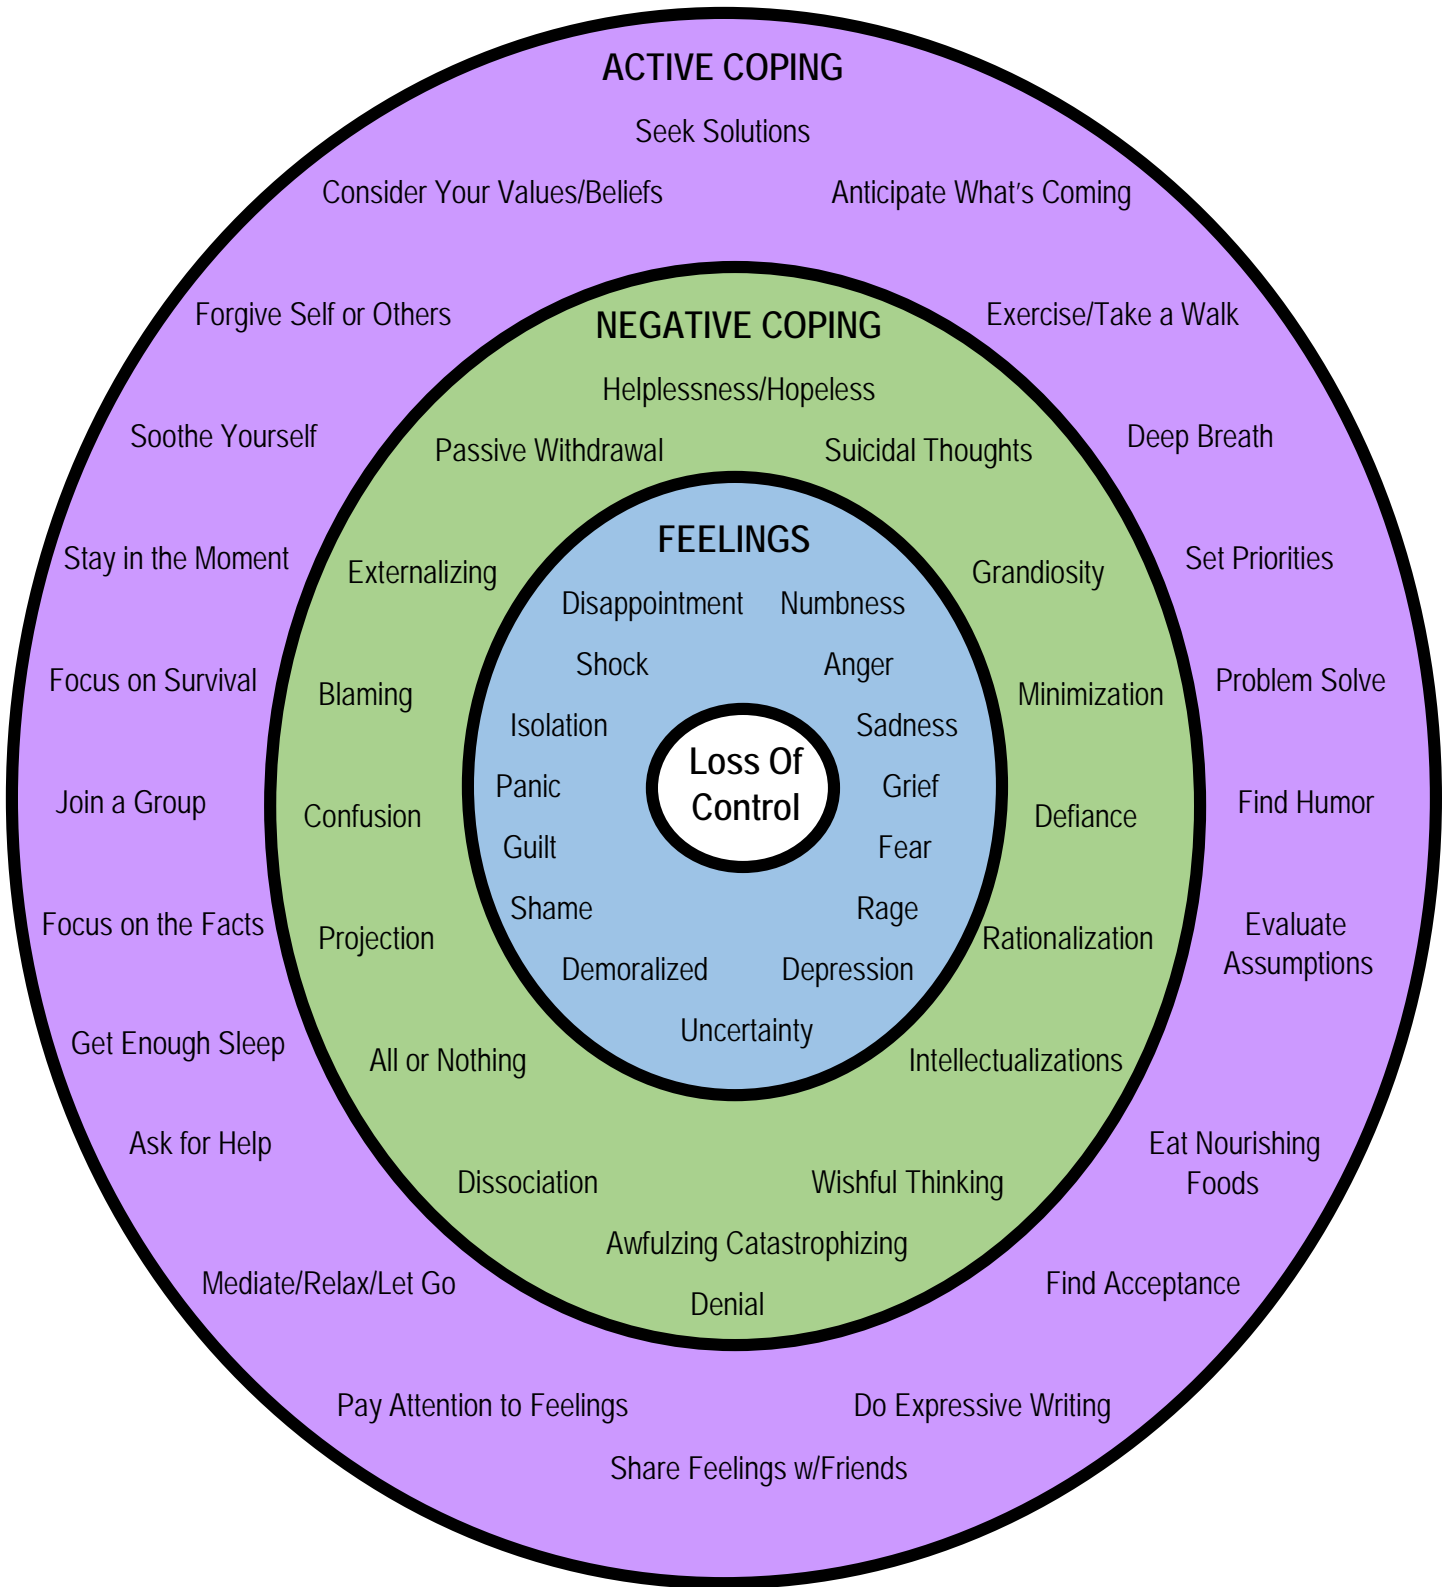 ACTIVE COPING
Seek Solutions
Consider Your Values/Beliefs
Anticipate What's Coming
Forgive Self or Others
Exercise/Take a Walk
Soothe Yourself
Deep Breath
Stay in the Moment
Set Priorities
Focus on Survival
Problem Solve
Join a Group
Find Humor
Focus on the Facts
Evaluate
Assumptions
Get Enough Sleep
Ask for Help
Eat Nourishing
Foods
Mediate/Relax/Let Go
Find Acceptance
Pay Attention to Feelings
Do Expressive Writing
Share Feelings w/Friends
NEGATIVE COPING
Helplessness/Hopeless
Passive Withdrawal
Suicidal Thoughts
Externalizing
Grandiosity
Blaming
Minimization
Confusion
Defiance
Projection
Rationalization
All or Nothing
Intellectualizations
Dissociation
Wishful Thinking
Awfulzing Catastrophizing
Denial
FEELINGS
Disappointment
Numbness
Shock
Anger
Isolation
Sadness
Panic
Grief
Guilt
Fear
Shame
Rage
Demoralized
Depression
Uncertainty
Loss Of
Control